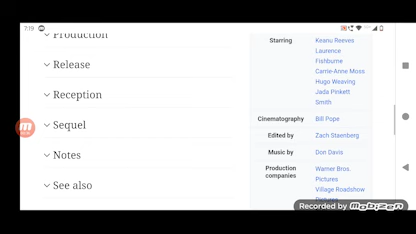 7:19
Production
Release
Reception
Sequel
Notes
See also
Starring
Keanu Reeves
Laurence
Fishburne
Carrie-Anne Moss
Hugo Weaving
Jada Pinkett
Smith
Cinematography
Bill Pope
Edited by
Zach Staenberg
Music by
Don Davis
Production
companies
Warner Bros.
Pictures
Village Roadshow
Pictures
Recorded by Mobizen